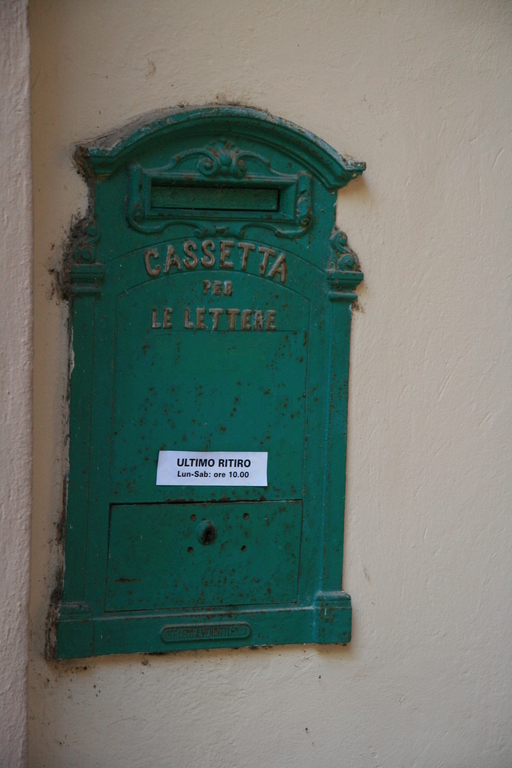 CASSETTA
PER
LE LETTERE
ULTIMO RITIRO
Lun-Sab: ore 10.00